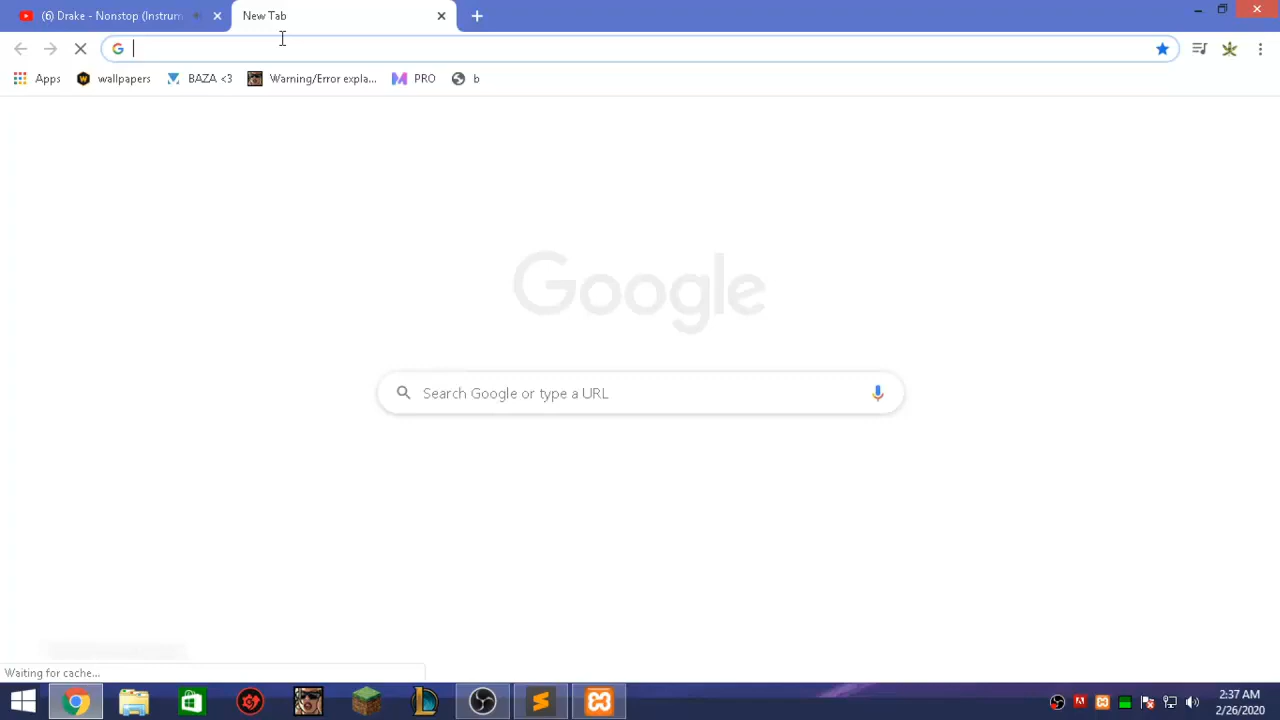 (6) Drake - Nonstop (Instrum
New Tab
Apps
wallpapers
BAZA <3
Warning/Error expla...
PRO
b
Google
Search Google or type a URL
Waiting for cache...
2:37 AM
2/26/2020